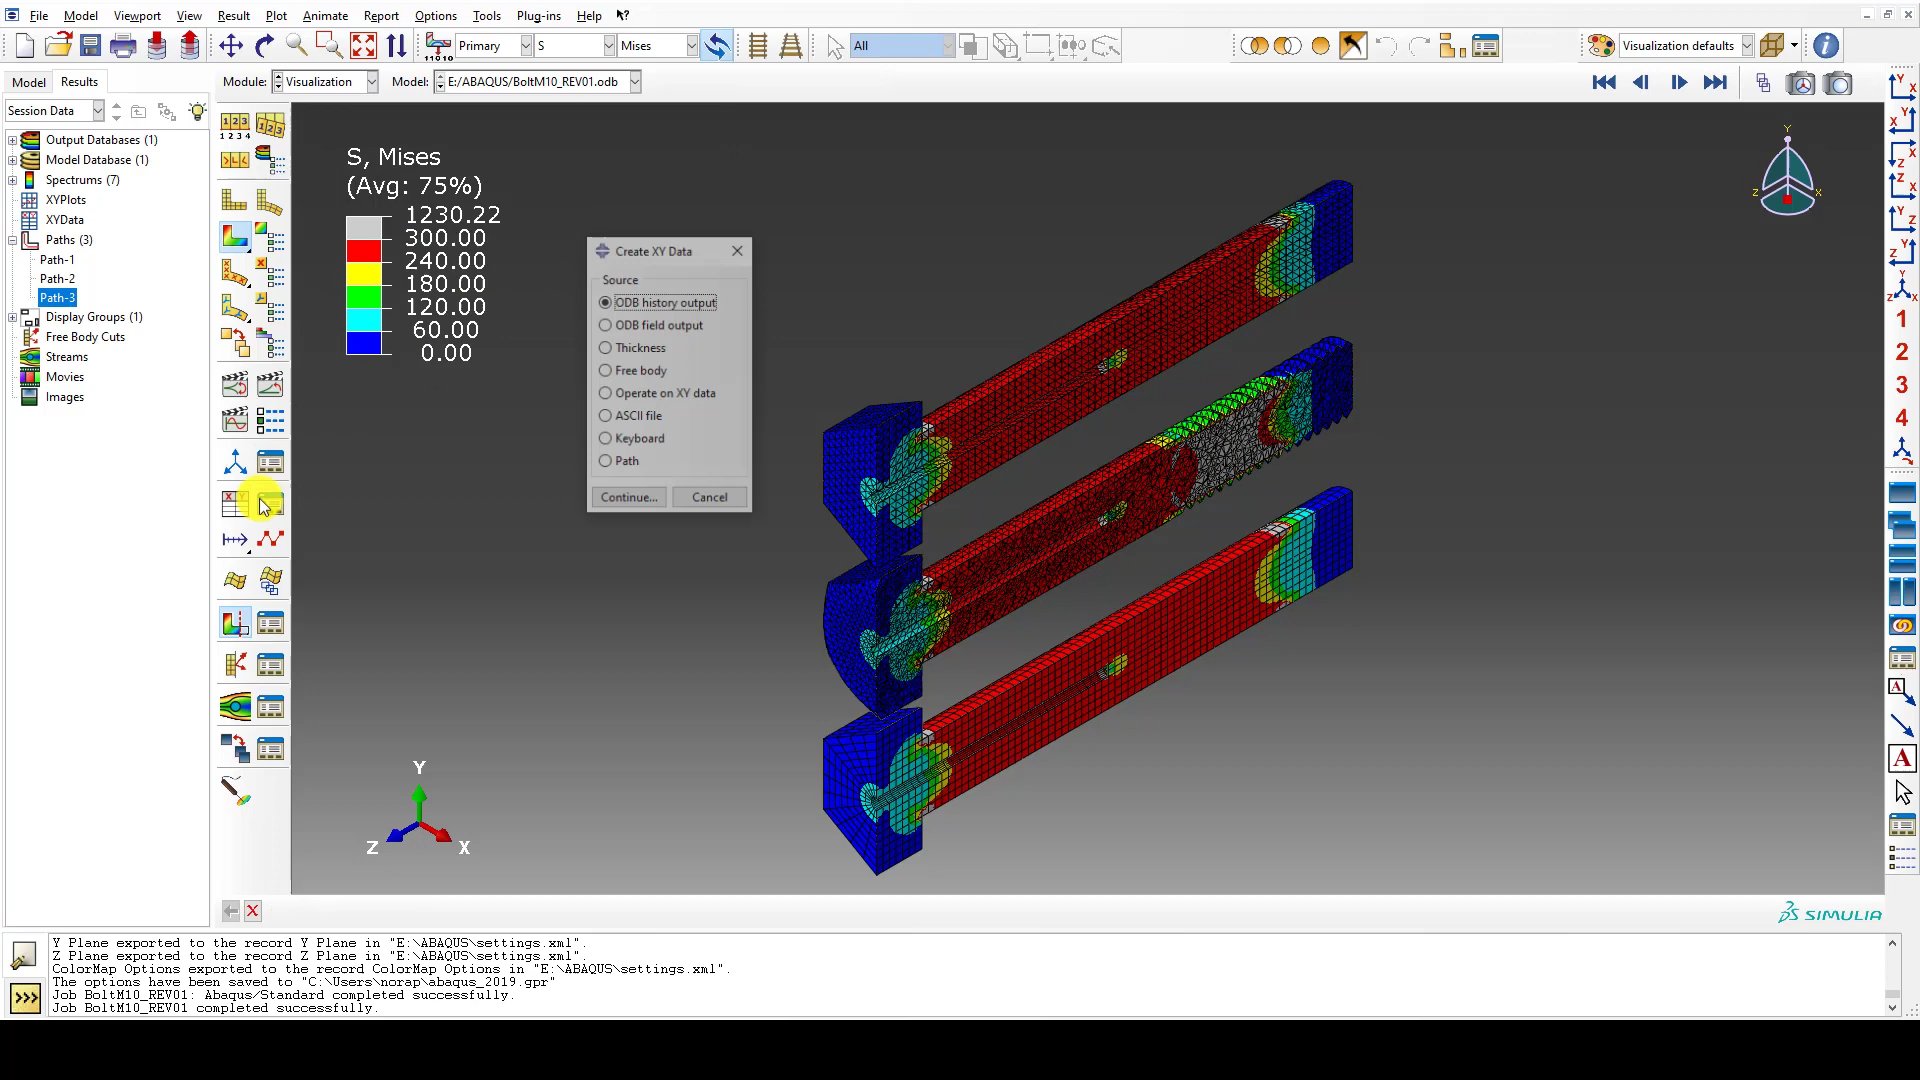 File Model Viewport View Result Plot Animate Report Options Tools Plug-ins Help
Primary S Mises All Visualization defaults
Model Results Module: Visualization Model: E:/ABAQUS/BoltM10_REV01.odb
Session Data
Output Databases (1)
Model Database (1)
Spectrums (7)
XYPlots
XYData
Paths (3)
Path-1
Path-2
Path-3
Display Groups (1)
Free Body Cuts
Streams
Movies
Images
S, Mises
(Avg: 75%)
1230.22
300.00
240.00
180.00
120.00
60.00
0.00
Create XY Data
Source
ODB history output
ODB field output
Thickness
Free body
Operate on XY data
ASCII file
Keyboard
Path
Continue... Cancel
Y
Z X
Y
Z X
1
2
3
4
SIMULIA
Y Plane exported to the record Y Plane in "E:\ABAQUS\settings.xml".
Z Plane exported to the record Z Plane in "E:\ABAQUS\settings.xml".
ColorMap Options exported to the record ColorMap Options in "E:\ABAQUS\settings.xml".
The options have been saved to "C:\Users\norap\abaqus_2019.gpr"
Job BoltM10_REV01: Abaqus/Standard completed successfully.
Job BoltM10_REV01 completed successfully.